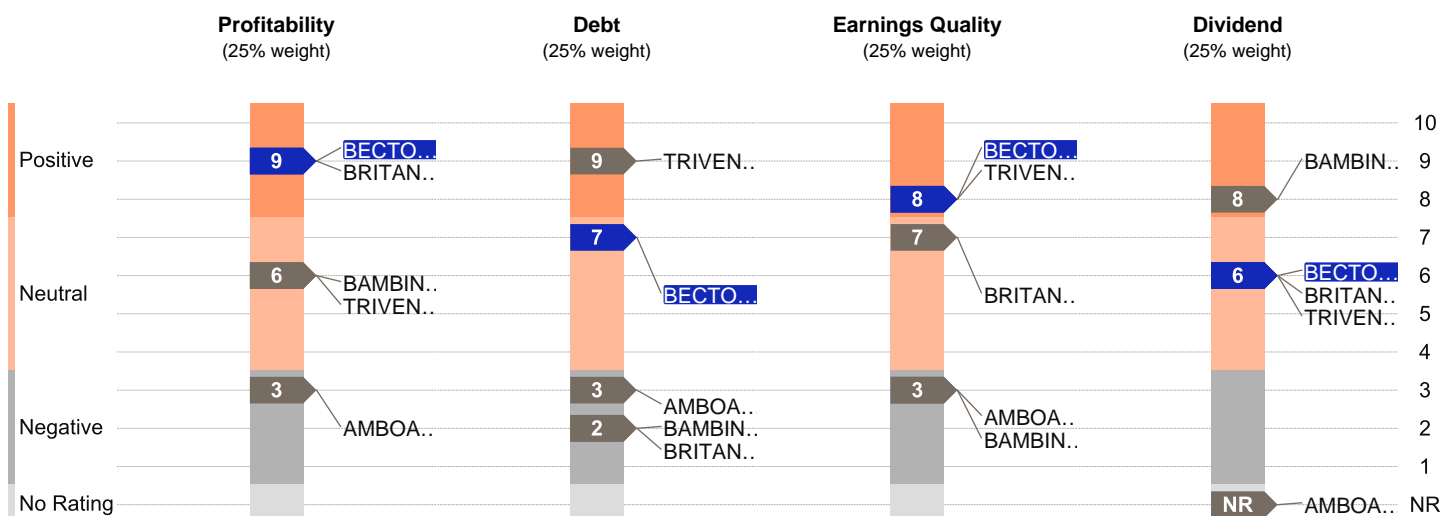 Profitability
(25% weight)
Debt
(25% weight)
Earnings Quality
(25% weight)
Dividend
(25% weight)
Positive
Neutral
Negative
No Rating
9
BECTO...
BRITAN..
6
BAMBIN..
TRIVEN..
3
AMBOA..
9
TRIVEN..
7
BECTO...
3
AMBOA..
2
BAMBIN..
BRITAN..
8
BECTO...
TRIVEN..
7
BRITAN..
3
AMBOA..
BAMBIN..
8
BAMBIN..
6
BECTO...
BRITAN..
TRIVEN..
NR
AMBOA..
10
9
8
7
6
5
4
3
2
1
NR